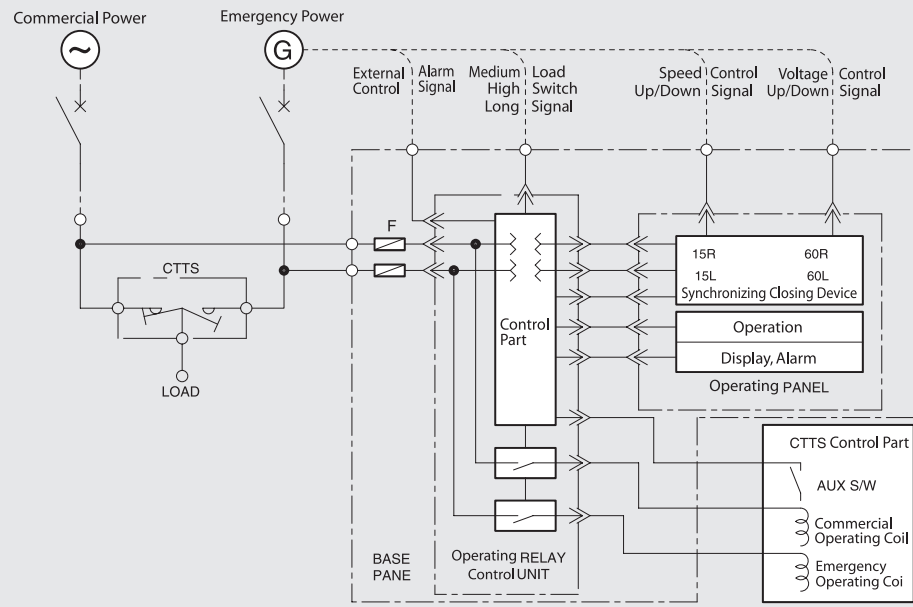 Commercial Power
Emergency Power
~
G
External
Control
Alarm
Signal
Medium
High
Long
Load
Switch
Signal
Speed
Up/Down
Control
Signal
Voltage
Up/Down
Control
Signal
F
CTTS
LOAD
Control
Part
15R
60R
15L
60L
Synchronizing Closing Device
Operation
Display, Alarm
Operating PANEL
CTTS Control Part
AUX S/W
Commercial
Operating Coil
Emergency
Operating Coi
BASE
PANE
Operating RELAY
Control UNIT